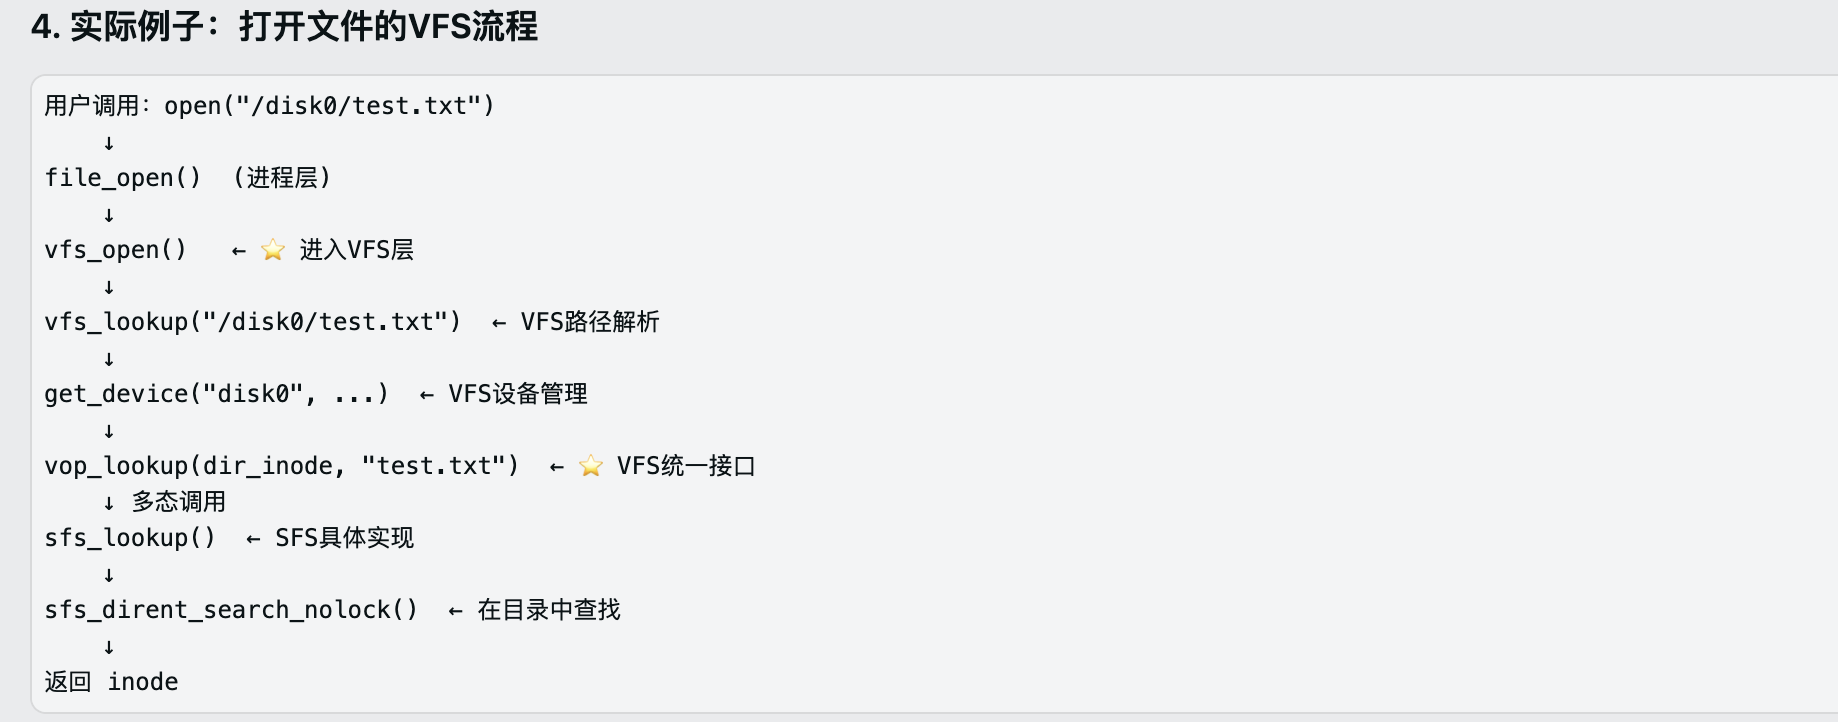 4. 实际例子：打开文件的VFS流程
用户调用：open("/disk0/test.txt")
↓
file_open() (进程层)
↓
vfs_open() ← ⭐ 进入VFS层
↓
vfs_lookup("/disk0/test.txt") ← VFS路径解析
↓
get_device("disk0", ...) ← VFS设备管理
↓
vop_lookup(dir_inode, "test.txt") ← ⭐ VFS统一接口
↓ 多态调用
sfs_lookup() ← SFS具体实现
↓
sfs_dirent_search_nolock() ← 在目录中查找
↓
返回 inode